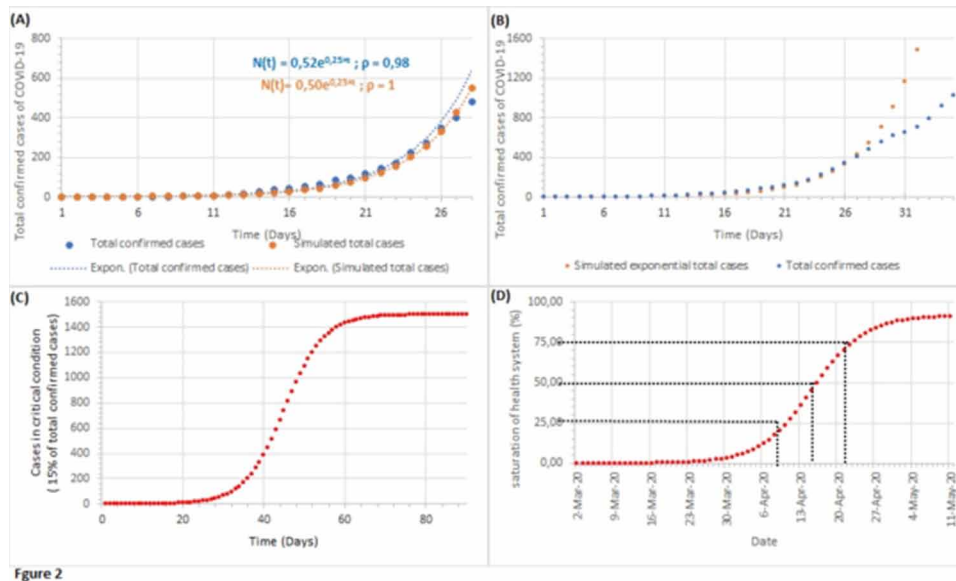 (A)
Total confirmed cases of COVID-19
800
600
400
200
0
N(t) = 0,52e^0,25*t ; ρ = 0,98
N(t)= 0,50e^0,25*t ; ρ = 1
1 6 11 16 21 26
Time (Days)
Total confirmed cases
Simulated total cases
Expon. (Total confirmed cases)
Expon. (Simulated total cases)
(B)
Total confirmed cases of COVID-19
1600
1200
800
400
0
1 6 11 16 21 26 31
Time (Days)
Simulated exponential total cases
Total confirmed cases
(C)
Cases in critical condition
( 15% of total confirmed cases)
1600
1400
1200
1000
800
600
400
200
0
0 20 40 60 80
Time (Days)
(D)
saturation of health system (%)
100,00
75,00
50,00
25,00
0,00
2-Mar-20
9-Mar-20
16-Mar-20
23-Mar-20
30-Mar-20
6-Apr-20
13-Apr-20
20-Apr-20
27-Apr-20
4-May-20
11-May-20
Date
Fgure 2